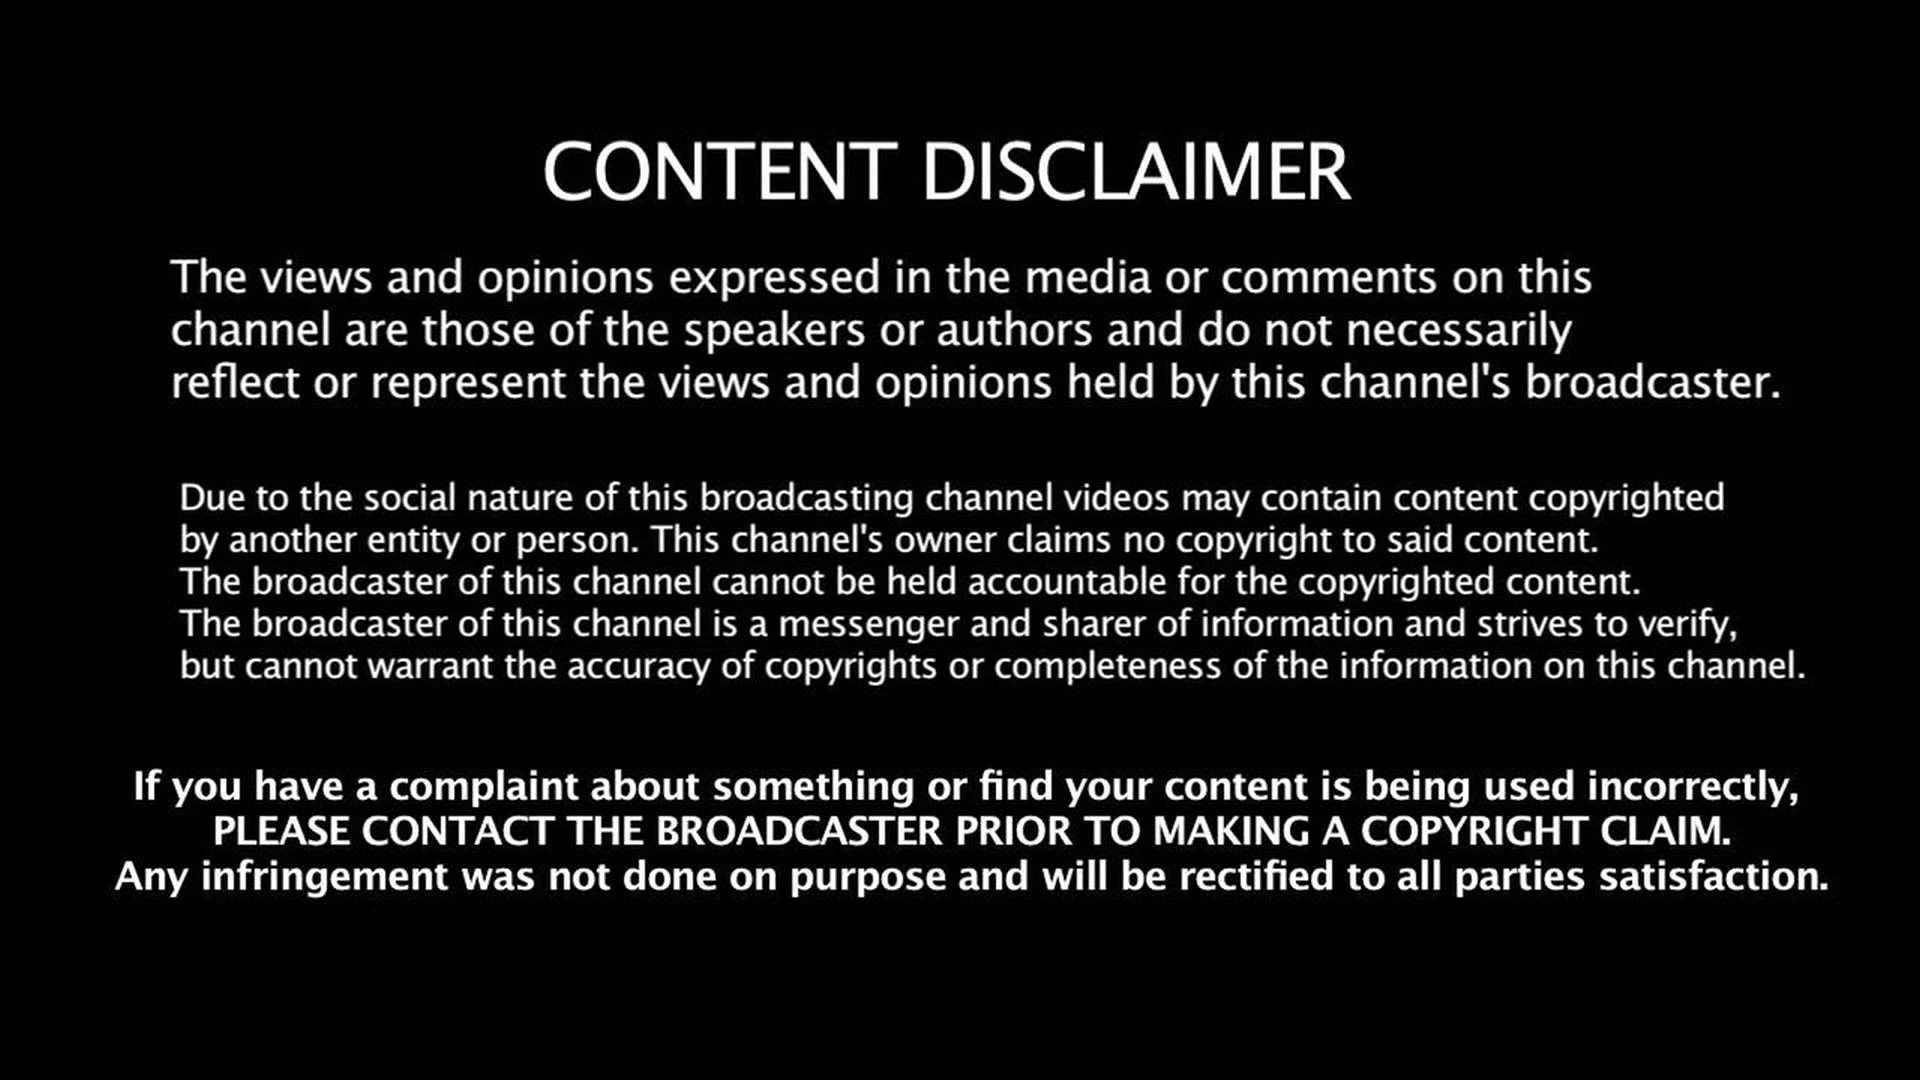 CONTENT DISCLAIMER
The views and opinions expressed in the media or comments on this
channel are those of the speakers or authors and do not necessarily
reflect or represent the views and opinions held by this channel's broadcaster.
Due to the social nature of this broadcasting channel videos may contain content copyrighted
by another entity or person. This channel's owner claims no copyright to said content.
The broadcaster of this channel cannot be held accountable for the copyrighted content.
The broadcaster of this channel is a messenger and sharer of information and strives to verify,
but cannot warrant the accuracy of copyrights or completeness of the information on this channel.
If you have a complaint about something or find your content is being used incorrectly,
PLEASE CONTACT THE BROADCASTER PRIOR TO MAKING A COPYRIGHT CLAIM.
Any infringement was not done on purpose and will be rectified to all parties satisfaction.